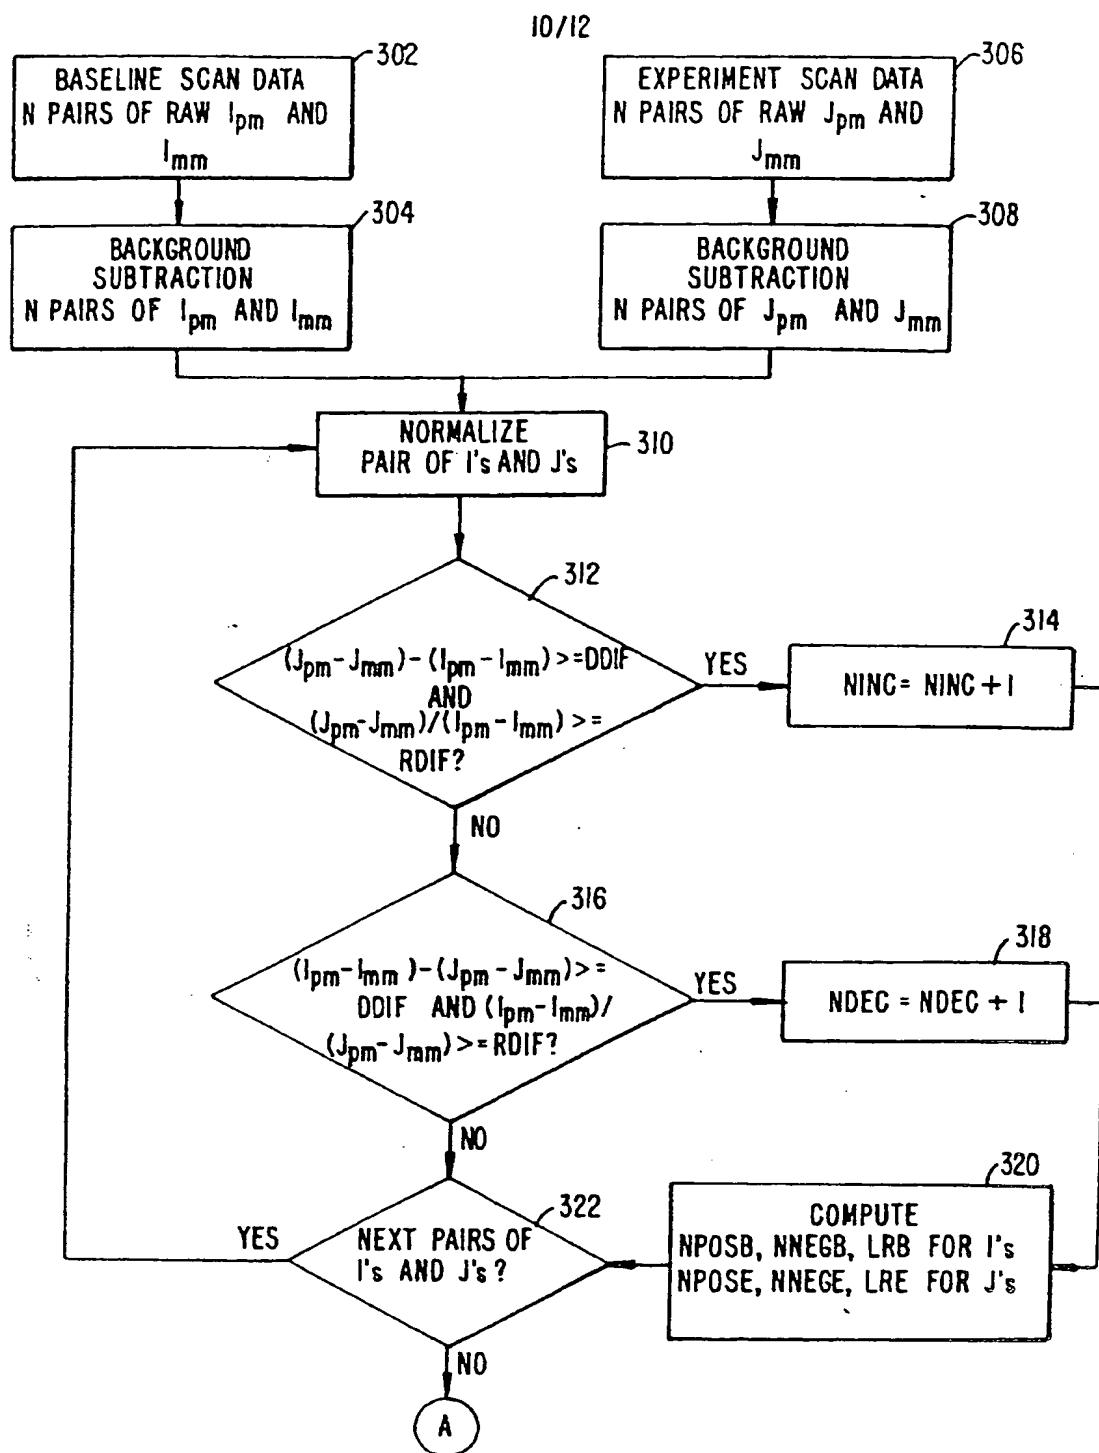 10/12
302
BASELINE SCAN DATA
N PAIRS OF RAW Ipm AND
Imm
306
EXPERIMENT SCAN DATA
N PAIRS OF RAW Jpm AND
Jmm
304
BACKGROUND
SUBTRACTION
N PAIRS OF Ipm AND Imm
308
BACKGROUND
SUBTRACTION
N PAIRS OF Jpm AND Jmm
NORMALIZE
PAIR OF I's AND J's
310
312
(Jpm-Jmm)-(Ipm-Imm)>=DDIF
AND
(Jpm-Jmm)/(Ipm-Imm)>=
RDIF?
YES
314
NINC= NINC+1
NO
316
(Ipm-Imm)-(Jpm-Jmm)>=
DDIF AND (Ipm-Imm)/
(Jpm-Jmm)>=RDIF?
YES
318
NDEC = NDEC + 1
NO
322
NEXT PAIRS OF
I's AND J's?
YES
320
COMPUTE
NPOSB, NNEGB, LRB FOR I's
NPOSE, NNEGE, LRE FOR J's
NO
A